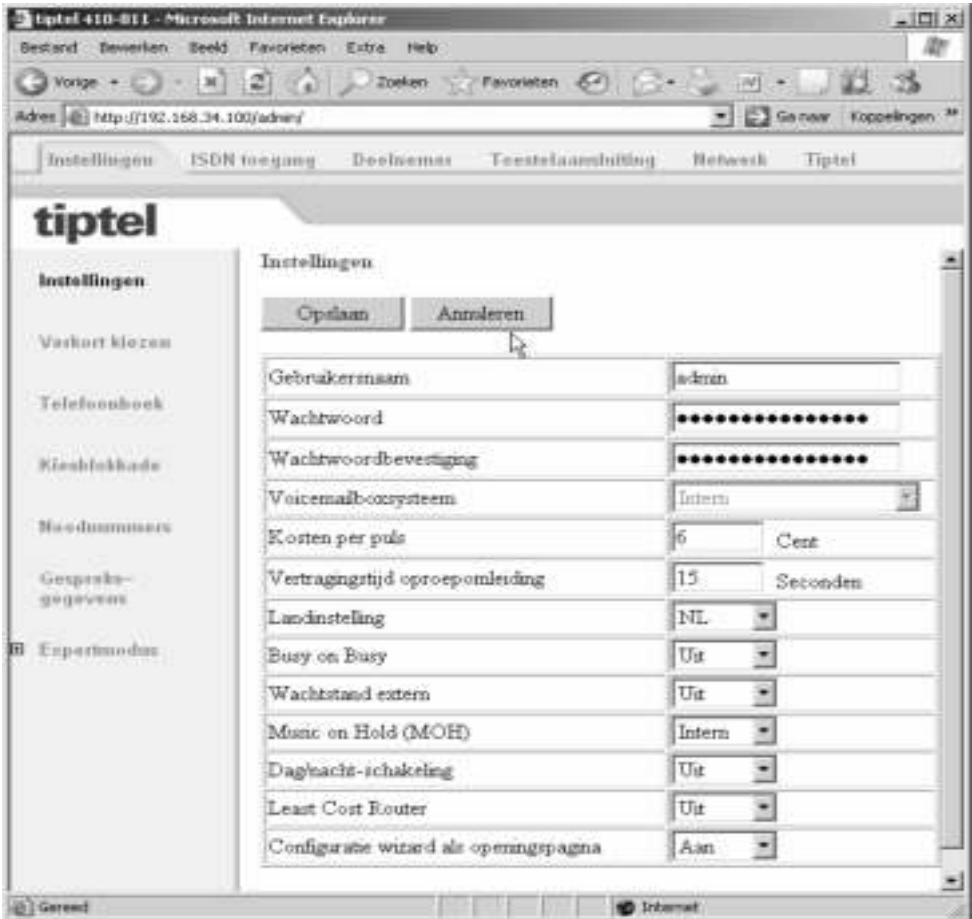 tiptel 410-811 - Microsoft Internet Explorer
Bestand Bewerken Beeld Favorieten Extra Help
Vorige Zoeken Favorieten
Adres http://192.168.34.100/admin/ Ga naar Koppelingen »
Instellingen ISDN toegang Deelnemer Toestelaansluiting Netwerk Tiptel
tiptel
Instellingen
Verkort kiezen
Telefoonboek
Kiesblokkade
Noodnummers
Gespreks-
gegevens
Expertmodus
Instellingen
Opslaan Annuleren
Gebruikersnaam admin
Wachtwoord ●●●●●●●●●●●●●●●
Wachtwoordbevestiging ●●●●●●●●●●●●●●●
Voicemailboxsysteem Intern
Kosten per puls 6 Cent
Vertragingstijd oproepomleiding 15 Seconden
Landinstelling NL
Busy on Busy Uit
Wachtstand extern Uit
Music on Hold (MOH) Intern
Dag/nacht-schakeling Uit
Least Cost Router Uit
Configuratie wizard als openingspagina Aan
Gereed Internet